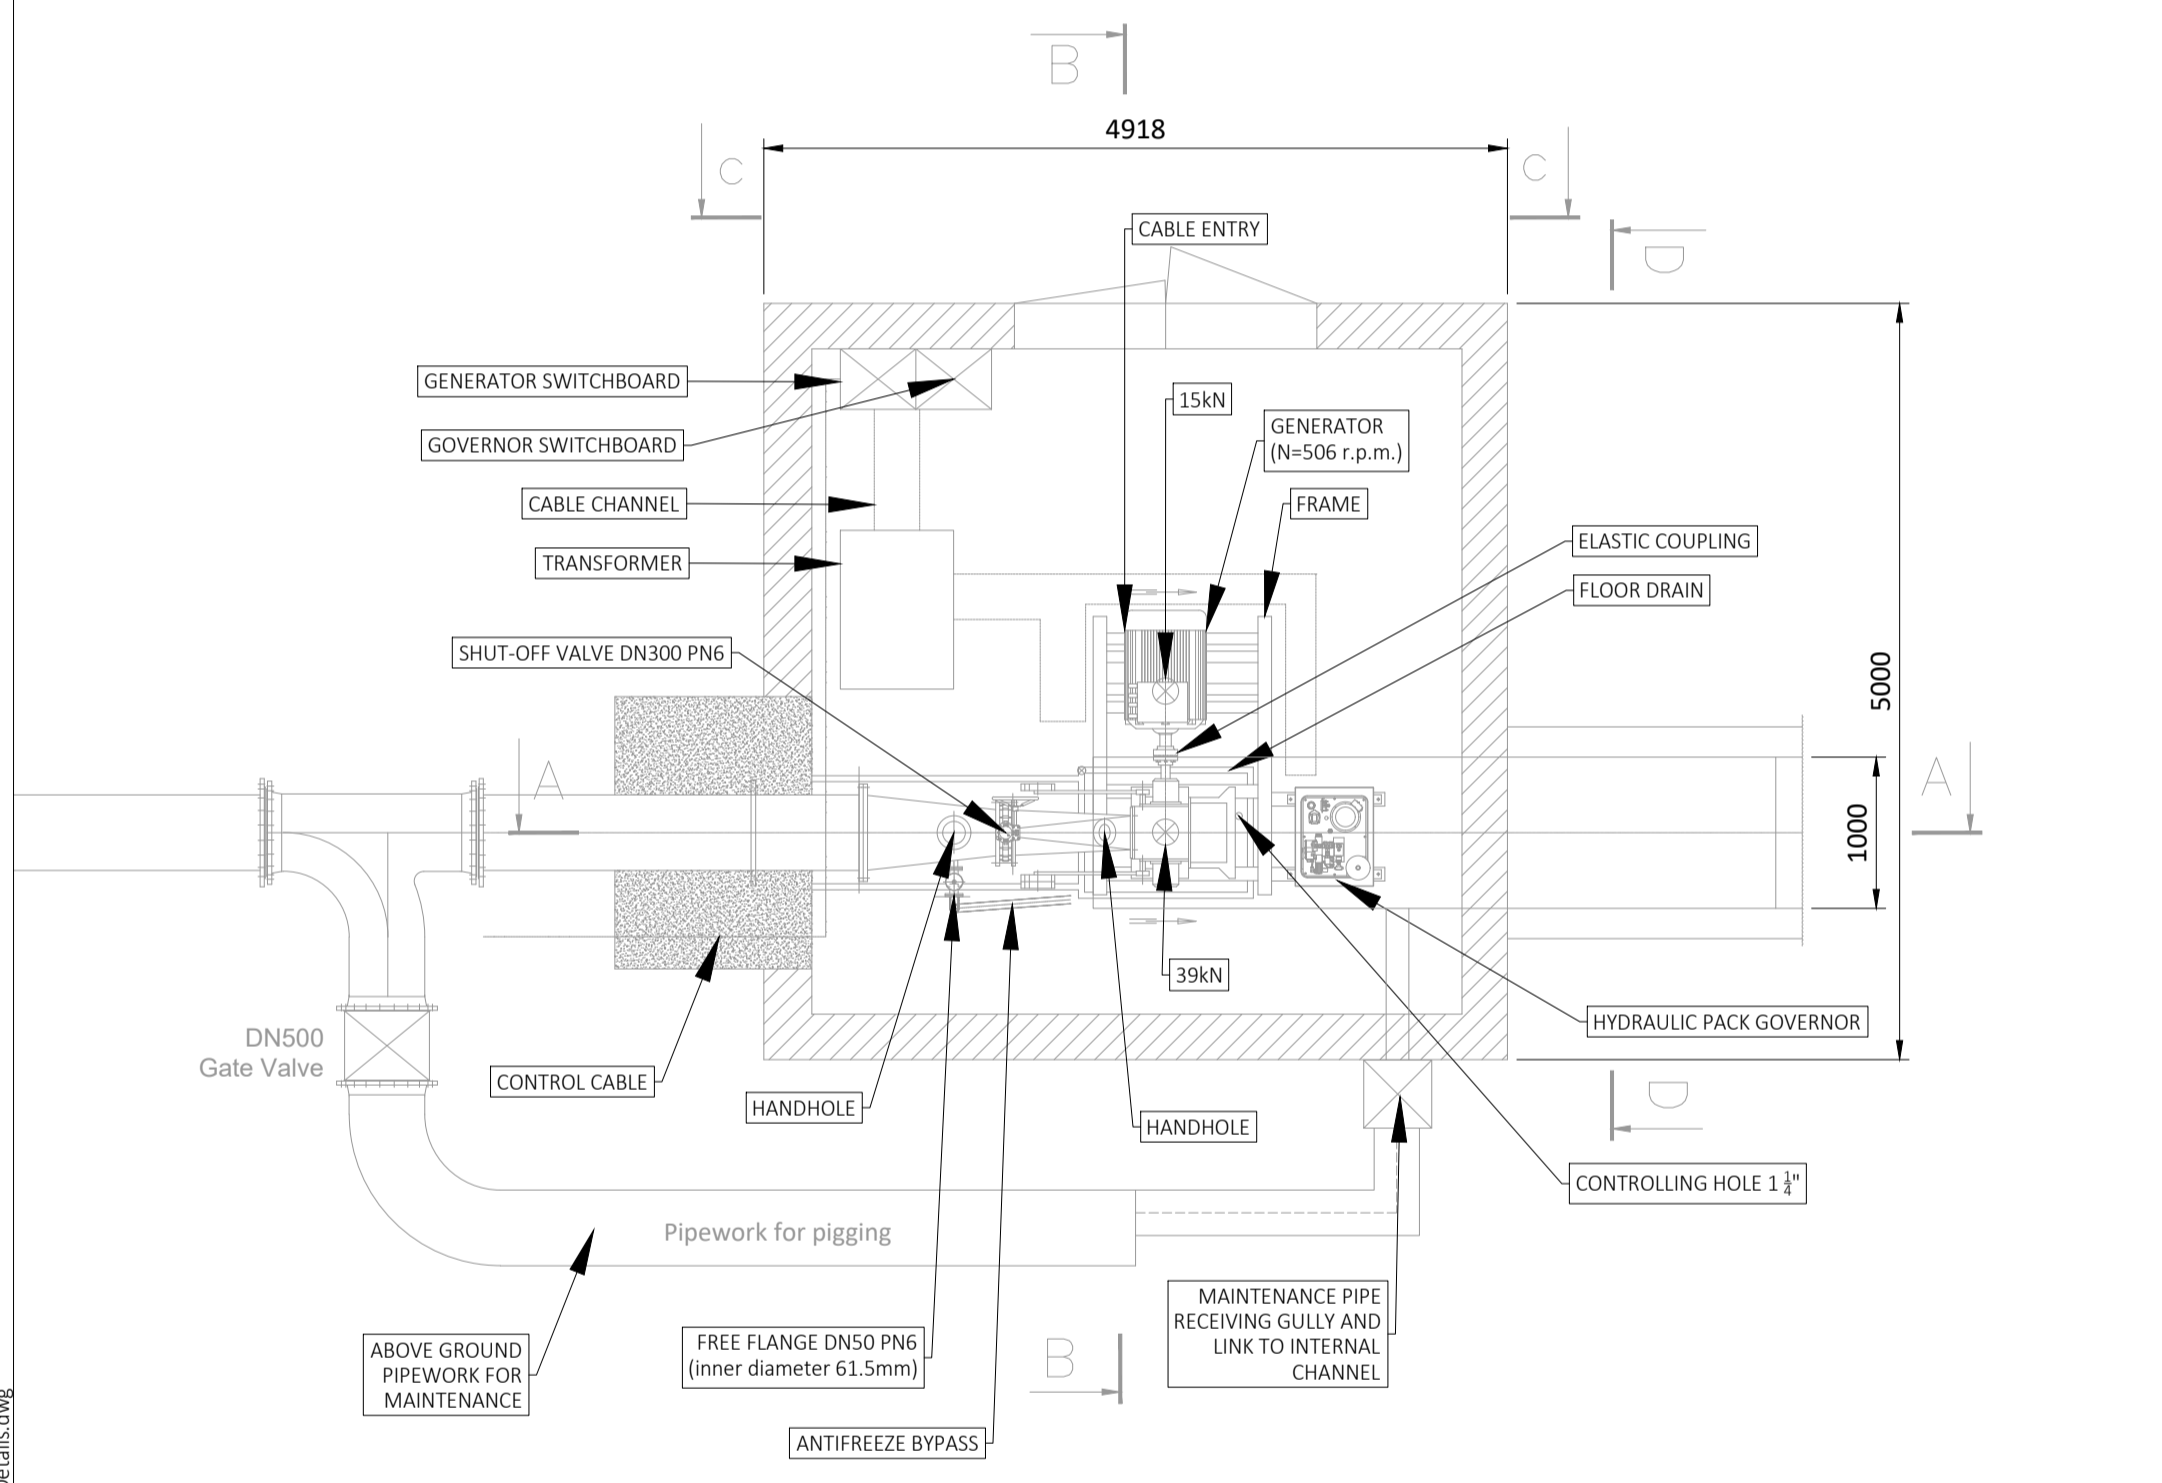 B
4918
C
C
CABLE ENTRY
D
GENERATOR SWITCHBOARD
15kN
GENERATOR
(N=506 r.p.m.)
GOVERNOR SWITCHBOARD
CABLE CHANNEL
FRAME
ELASTIC COUPLING
TRANSFORMER
FLOOR DRAIN
SHUT-OFF VALVE DN300 PN6
5000
A
A
1000
39kN
HYDRAULIC PACK GOVERNOR
DN500
Gate Valve
CONTROL CABLE
D
HANDHOLE
HANDHOLE
CONTROLLING HOLE 1 1/4"
Pipework for pigging
MAINTENANCE PIPE
RECEIVING GULLY AND
LINK TO INTERNAL
CHANNEL
ABOVE GROUND
PIPEWORK FOR
MAINTENANCE
FREE FLANGE DN50 PN6
(inner diameter 61.5mm)
B
ANTIFREEZE BYPASS